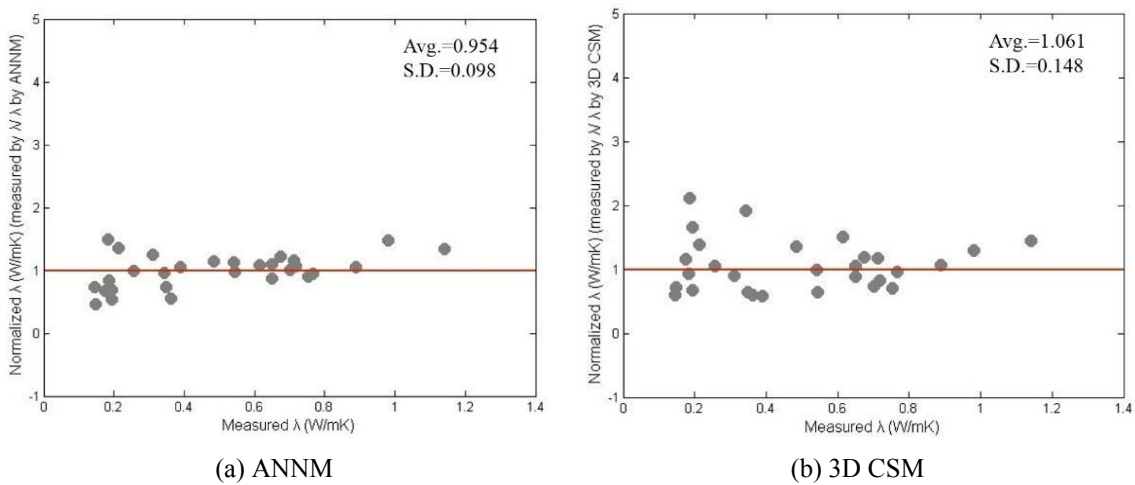 Normalized λ (W/mK) (measured by λ/ λ by ANNM)
5
4
3
2
1
0
-1
Avg.=0.954
S.D.=0.098
0 0.2 0.4 0.6 0.8 1 1.2 1.4
Measured λ (W/mK)
(a) ANNM
Normalized λ (W/mK) (measured by λ/ λ by 3D CSM)
5
4
3
2
1
0
-1
Avg.=1.061
S.D.=0.148
0 0.2 0.4 0.6 0.8 1 1.2 1.4
Measured λ (W/mK)
(b) 3D CSM